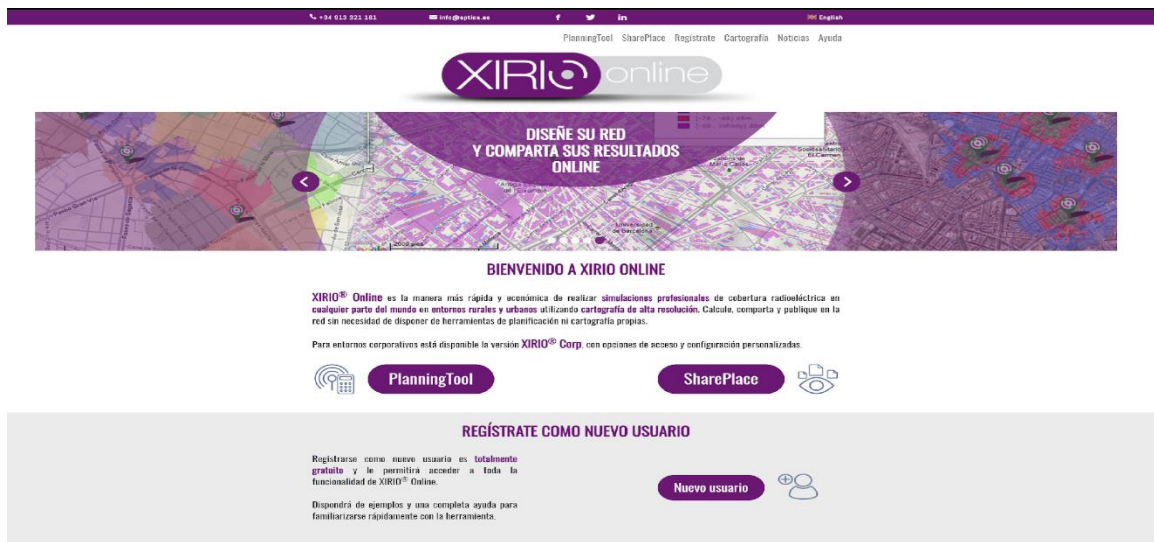 +34 913 921 181 info@aptica.es f in English
PlanningTool SharePlace Regístrate Cartografía Noticias Ayuda
XIRIO online
DISEÑE SU RED
Y COMPARTA SUS RESULTADOS
ONLINE
Universidad
de Barcelona
BIENVENIDO A XIRIO ONLINE
XIRIO® Online es la manera más rápida y económica de realizar simulaciones profesionales de cobertura radioeléctrica en
cualquier parte del mundo en entornos rurales y urbanos utilizando cartografía de alta resolución. Calcule, comparta y publique en la
red sin necesidad de disponer de herramientas de planificación ni cartografía propias.
Para entornos corporativos está disponible la versión XIRIO® Corp, con opciones de acceso y configuración personalizadas.
PlanningTool SharePlace
REGÍSTRATE COMO NUEVO USUARIO
Registrarse como nuevo usuario es totalmente
gratuito y le permitirá acceder a toda la
funcionalidad de XIRIO® Online.
Nuevo usuario
Dispondrá de ejemplos y una completa ayuda para
familiarizarse rápidamente con la herramienta.